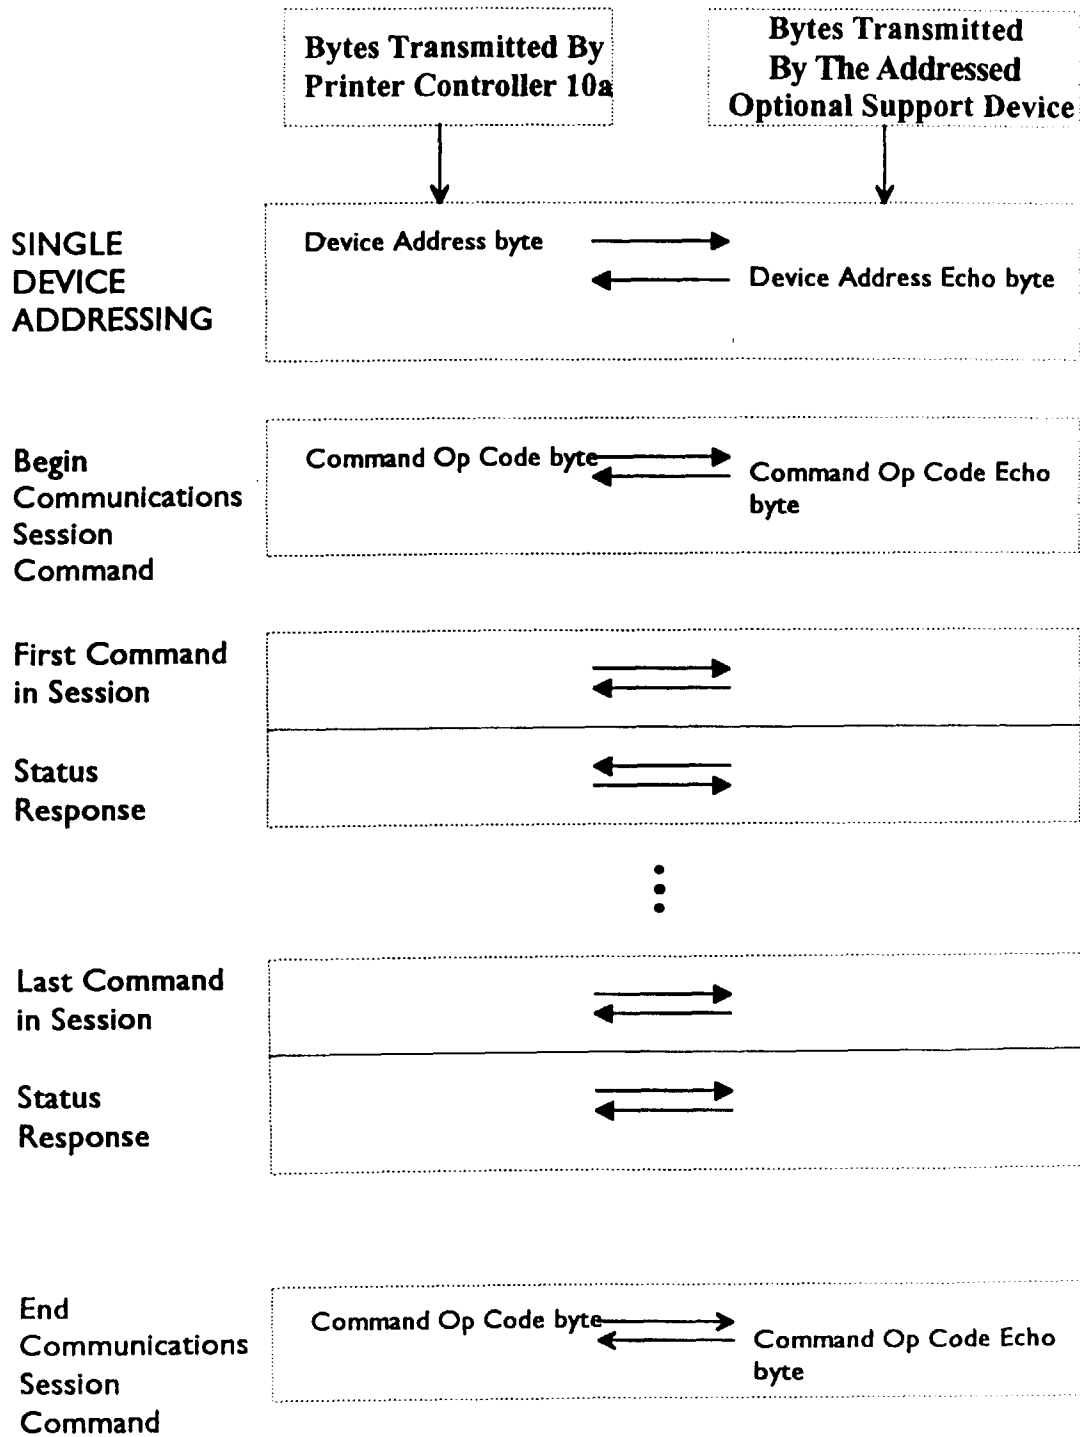 Bytes Transmitted By
Printer Controller 10a
Bytes Transmitted
By The Addressed
Optional Support Device
SINGLE
DEVICE
ADDRESSING
Device Address byte
Device Address Echo byte
Begin
Communications
Session
Command
Command Op Code byte
Command Op Code Echo
byte
First Command
in Session
Status
Response
Last Command
in Session
Status
Response
End
Communications
Session
Command
Command Op Code byte
Command Op Code Echo
byte